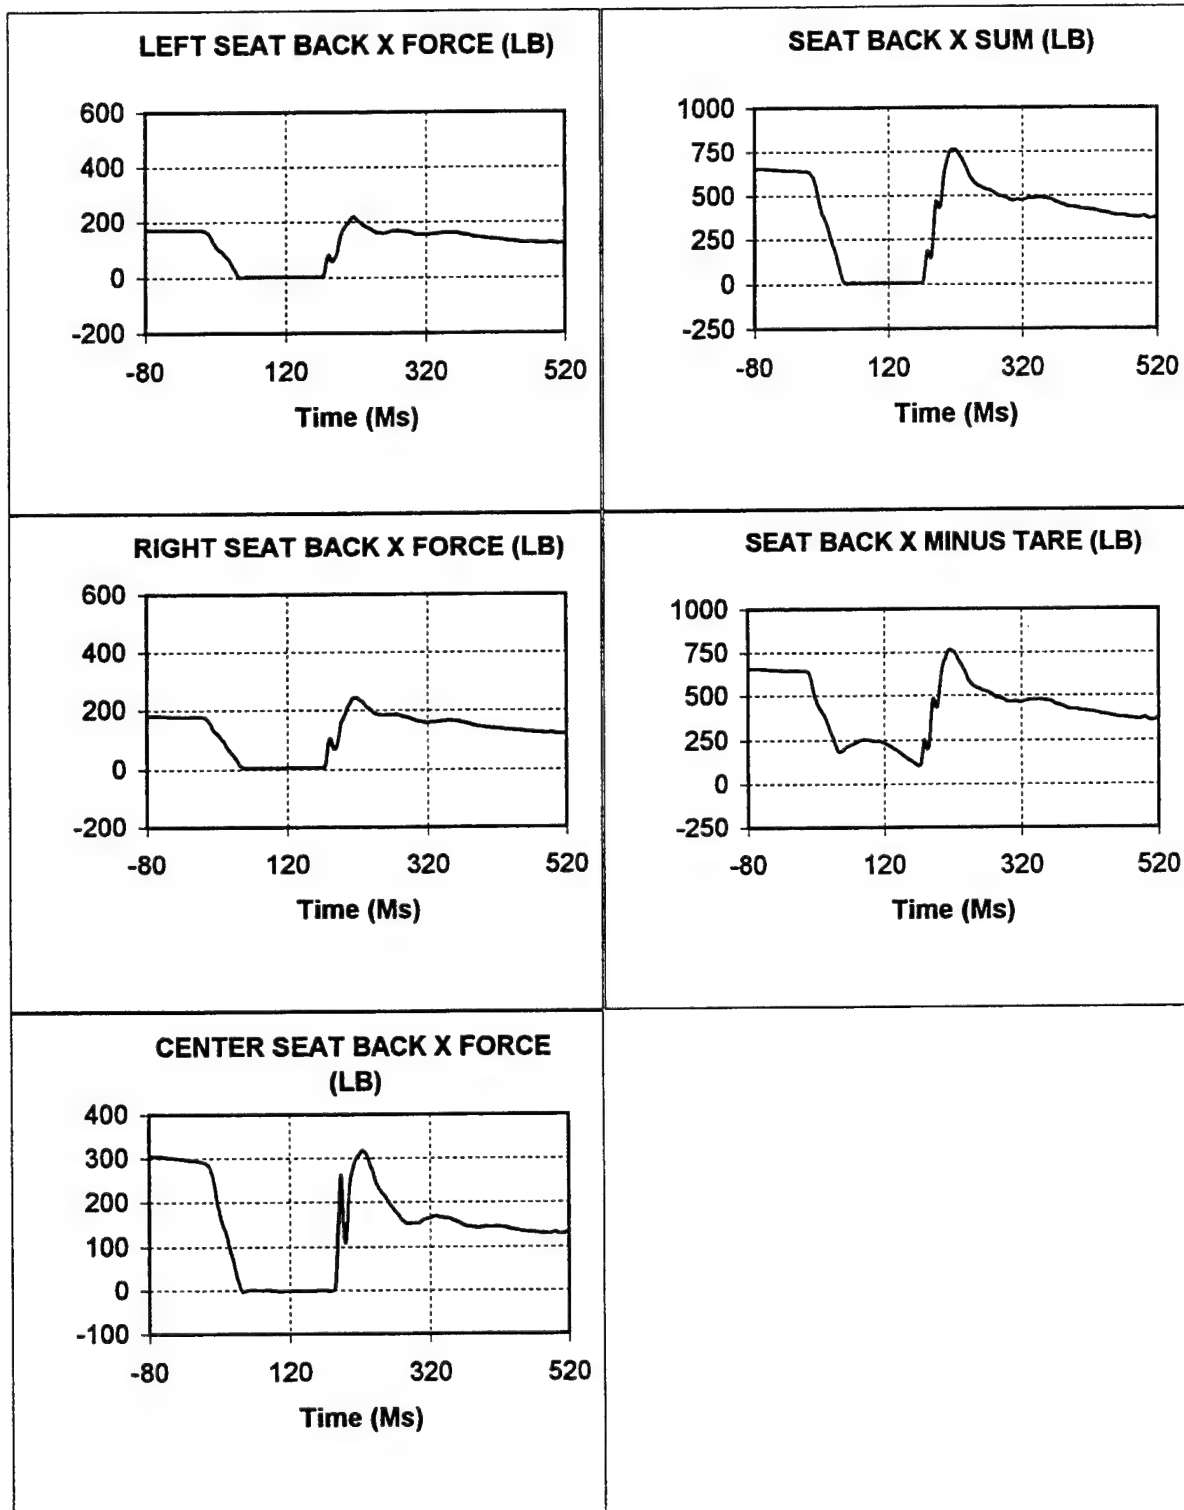 LEFT SEAT BACK X FORCE (LB)
600
400
200
0
-200
-80 120 320 520
Time (Ms)
SEAT BACK X SUM (LB)
1000
750
500
250
0
-250
-80 120 320 520
Time (Ms)
RIGHT SEAT BACK X FORCE (LB)
600
400
200
0
-200
-80 120 320 520
Time (Ms)
SEAT BACK X MINUS TARE (LB)
1000
750
500
250
0
-250
-80 120 320 520
Time (Ms)
CENTER SEAT BACK X FORCE
(LB)
400
300
200
100
0
-100
-80 120 320 520
Time (Ms)